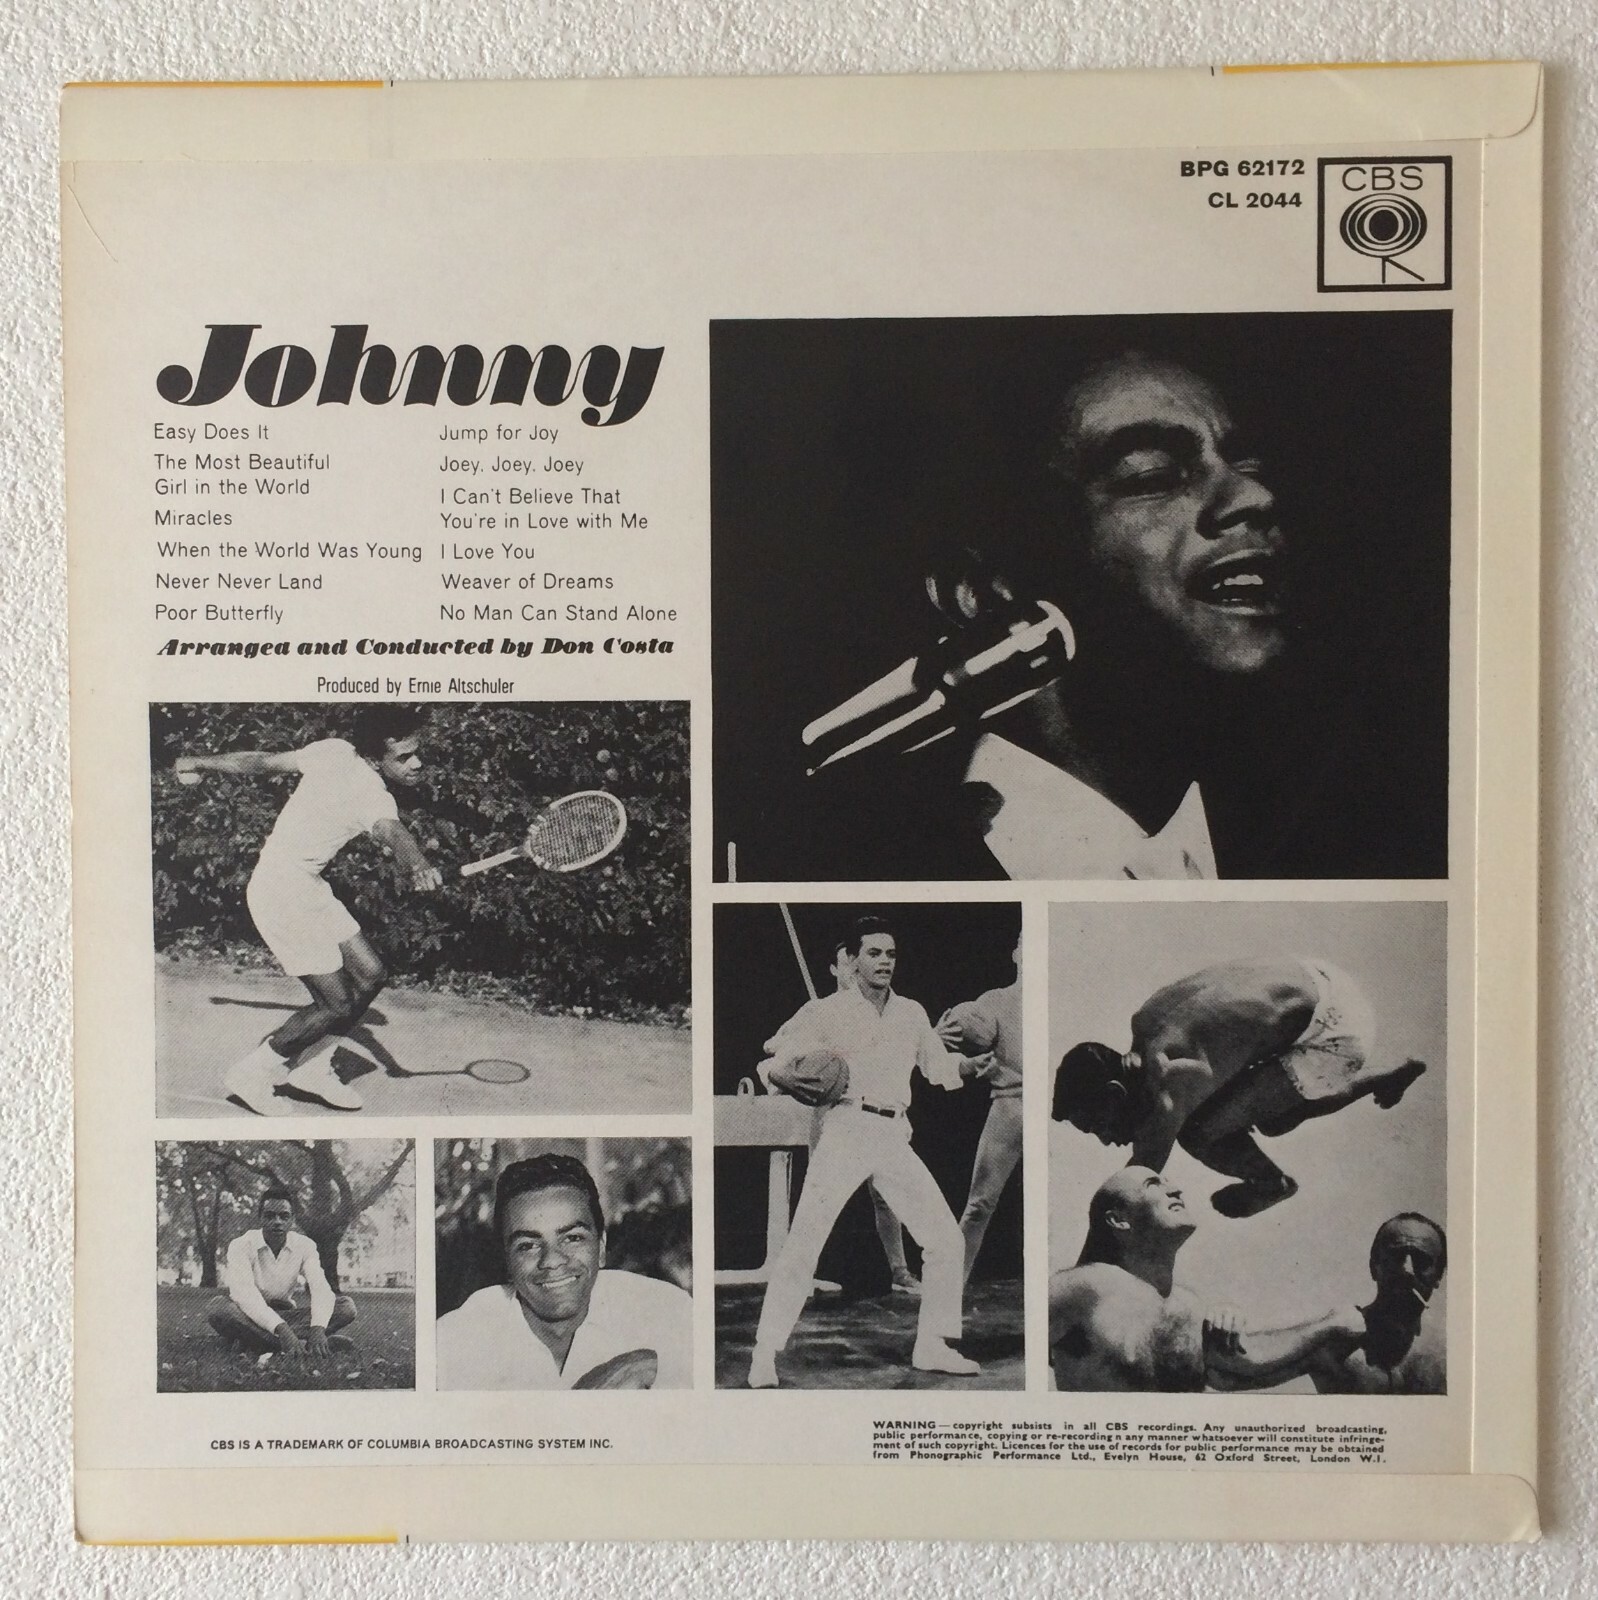 BPG 62172
CL 2044
CBS
Johnny
Easy Does It
The Most Beautiful
Girl in the World
Miracles
When the World Was Young
Never Never Land
Poor Butterfly
Jump for Joy
Joey, Joey, Joey
I Can't Believe That
You're in Love with Me
I Love You
Weaver of Dreams
No Man Can Stand Alone
Arranged and Conducted by Don Costa
Produced by Ernie Altschuler
CBS IS A TRADEMARK OF COLUMBIA BROADCASTING SYSTEM INC.
WARNING — copyright subsists in all CBS recordings. Any unauthorized broadcasting,
public performance, copying or re-recording n any manner whatsoever will constitute infringe-
ment of such copyright. Licences for the use of records for public performance may be obtained
from Phonographic Performance Ltd., Evelyn House, 62 Oxford Street, London W.1.